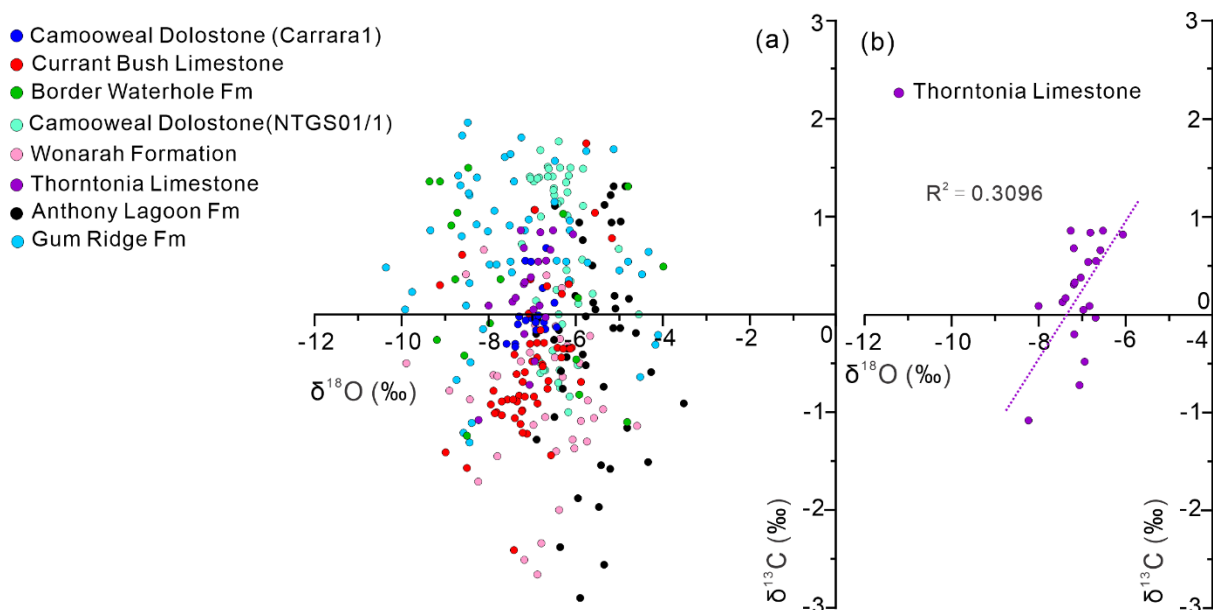 Camooweal Dolostone (Carrara1)
Currant Bush Limestone
Border Waterhole Fm
Camooweal Dolostone(NTGS01/1)
Wonarah Formation
Thorntonia Limestone
Anthony Lagoon Fm
Gum Ridge Fm
(a)
3
2
1
0
-1
-2
-3
-12
-10
-8
-6
-4
-2
δ¹⁸O (‰)
δ¹³C (‰)
(b)
Thorntonia Limestone
R² = 0.3096
3
2
1
0
-1
-2
-3
-12
-10
-8
-6
-4
δ¹⁸O (‰)
δ¹³C (‰)